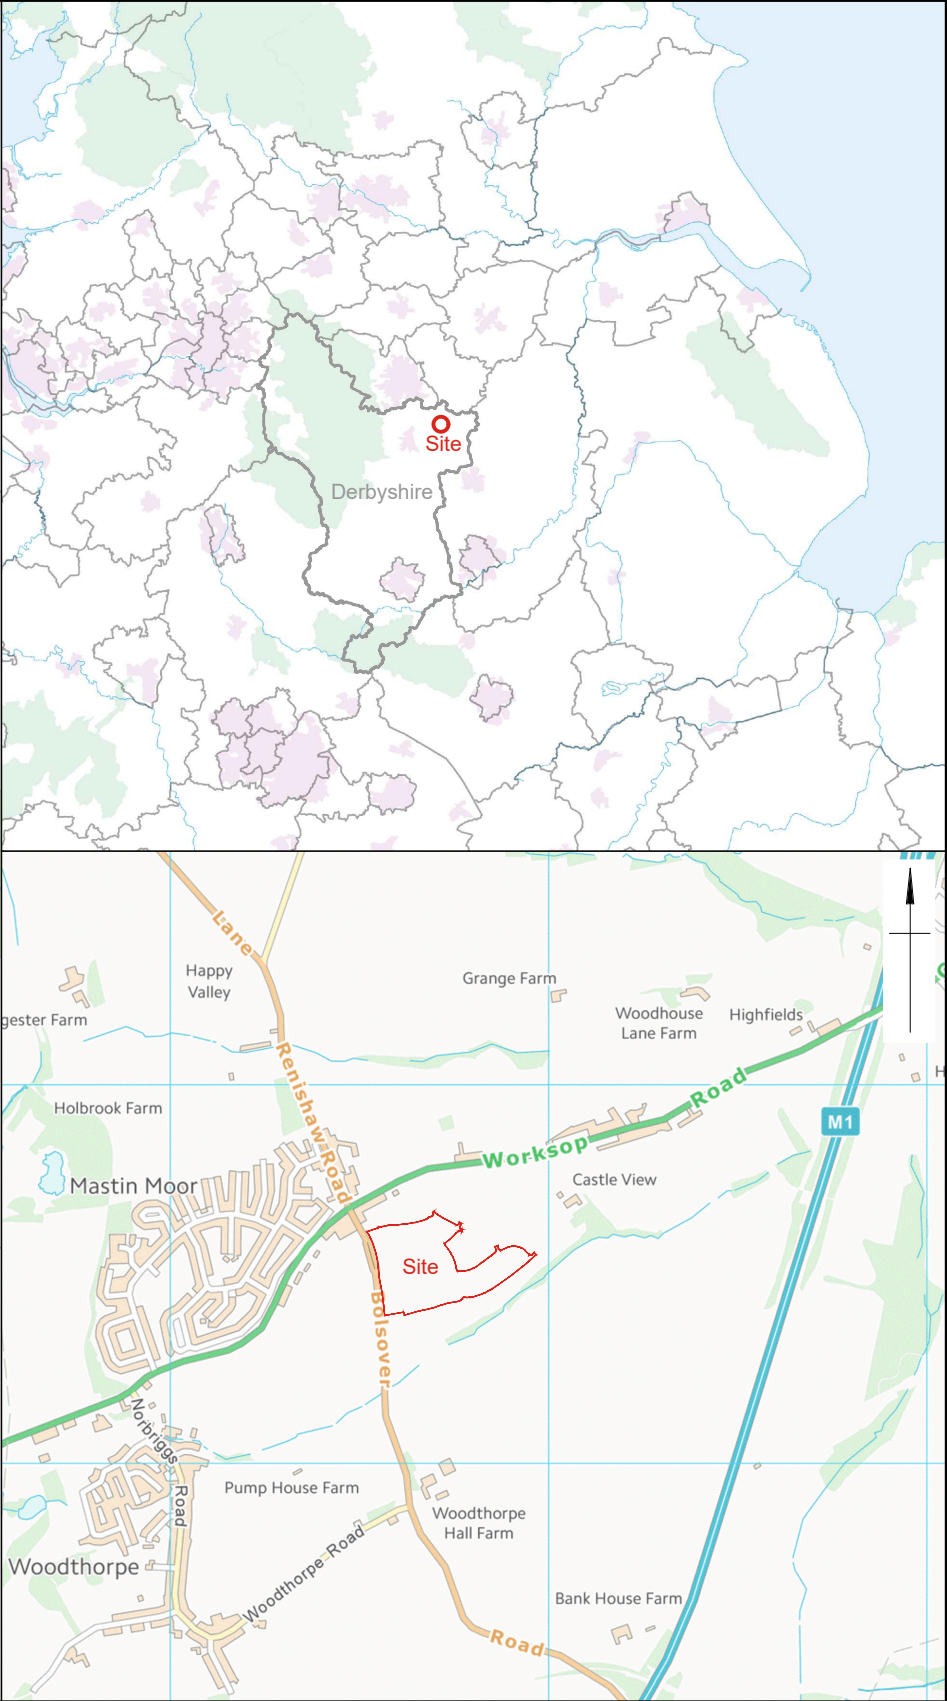 Site
Derbyshire
Lane
Happy
Valley
Grange Farm
gester Farm
Woodhouse
Lane Farm
Highfields
Renishaw Road
Holbrook Farm
Road
M1
H
Worksop
Mastin Moor
Castle View
Site
Bolsover
Norbriggs
Road
Pump House Farm
Woodthorpe
Hall Farm
Woodthorpe
Woodthorpe Road
Bank House Farm
Road